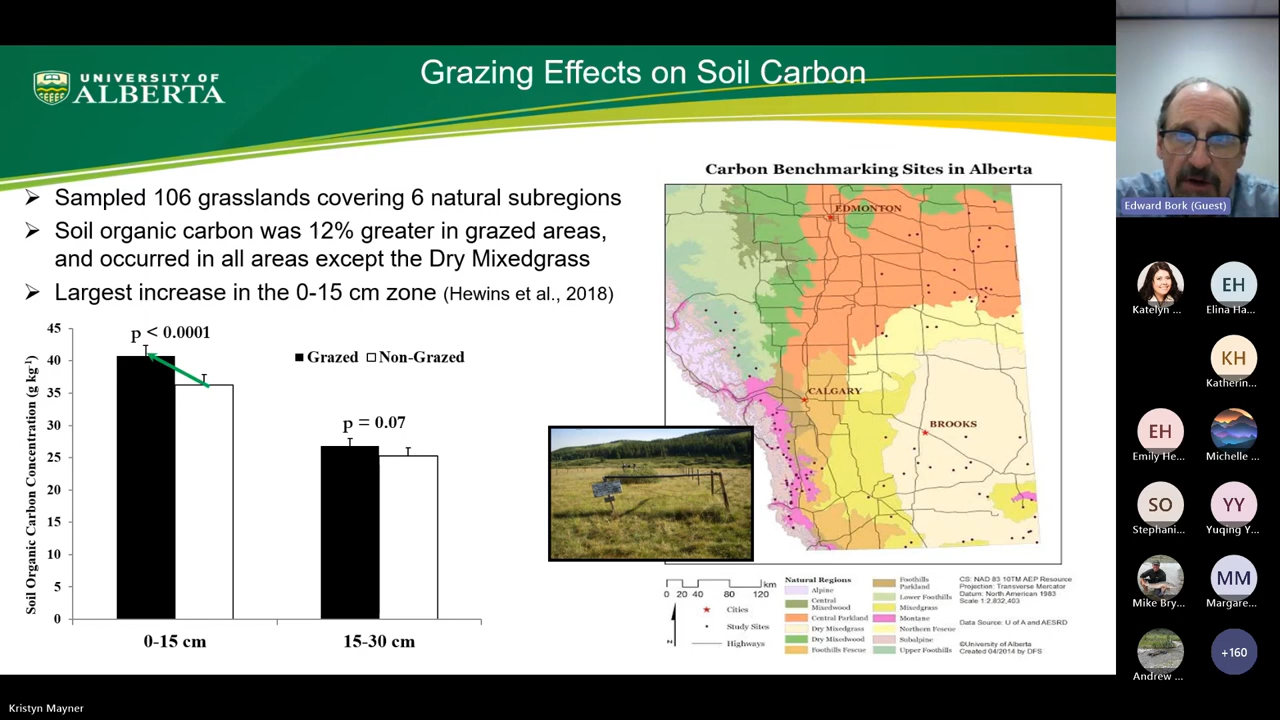 UNIVERSITY OF
ALBERTA
Grazing Effects on Soil Carbon
Sampled 106 grasslands covering 6 natural subregions
Soil organic carbon was 12% greater in grazed areas,
and occurred in all areas except the Dry Mixedgrass
Largest increase in the 0-15 cm zone (Hewins et al., 2018)
Soil Organic Carbon Concentration (g kg⁻¹)
45
40
35
30
25
20
15
10
5
0
p < 0.0001
Grazed
Non-Grazed
p = 0.07
0-15 cm
15-30 cm
Carbon Benchmarking Sites in Alberta
EDMONTON
CALGARY
BROOKS
km
0 20 40 80 120
N
Cities
Study Sites
Highways
Natural Regions
Alpine
Central
Mixedwood
Central Parkland
Dry Mixedgrass
Dry Mixedwood
Foothills Fescue
Foothills
Parkland
Lower Foothills
Mixedgrass
Montane
Northern Fescue
Subalpine
Upper Foothills
CS: NAD 83 10TM AEP Resource
Projection: Transverse Mercator
Datum: North American 1983
Scale 1:2,832,403
Data Source: U of A and AESRD
©University of Alberta
Created 04/2014 by DFS
Edward Bork (Guest)
Katelyn ...
EH
Elina Ha...
KH
Katherin...
EH
Emily He...
Michelle ...
SO
Stephani...
YY
Yuqing Y...
Mike Bry...
MM
Margare...
Andrew ...
+160
Kristyn Mayner